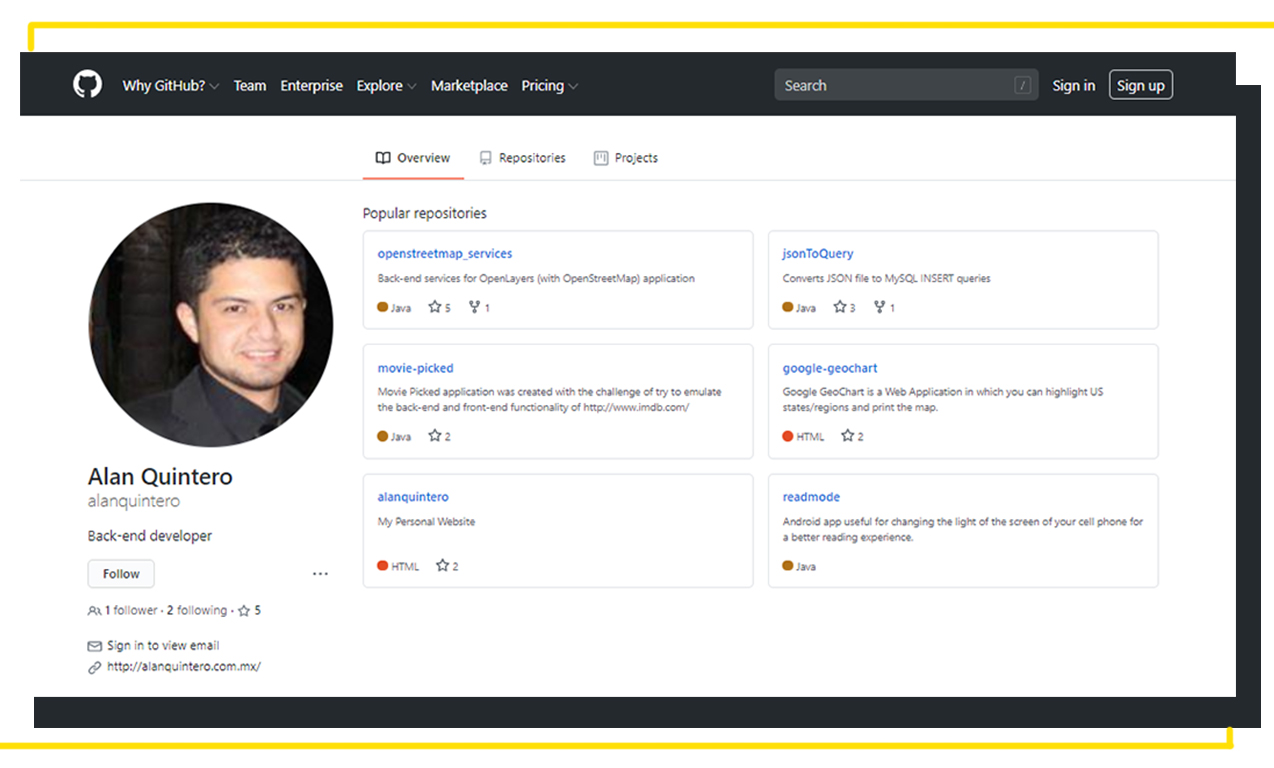 Why GitHub? Team Enterprise Explore Marketplace Pricing Search / Sign in Sign up
Overview Repositories Projects
Popular repositories
openstreetmap_services
Back-end services for OpenLayers (with OpenStreetMap) application
Java 5 1
jsonToQuery
Converts JSON file to MySQL INSERT queries
Java 3 1
movie-picked
Movie Picked application was created with the challenge of try to emulate
the back-end and front-end functionality of http://www.imdb.com/
Java 2
google-geochart
Google GeoChart is a Web Application in which you can highlight US
states/regions and print the map.
HTML 2
alanquintero
My Personal Website
HTML 2
readmode
Android app useful for changing the light of the screen of your cell phone for
a better reading experience.
Java
Alan Quintero
alanquintero
Back-end developer
Follow ...
1 follower · 2 following · 5
Sign in to view email
http://alanquintero.com.mx/